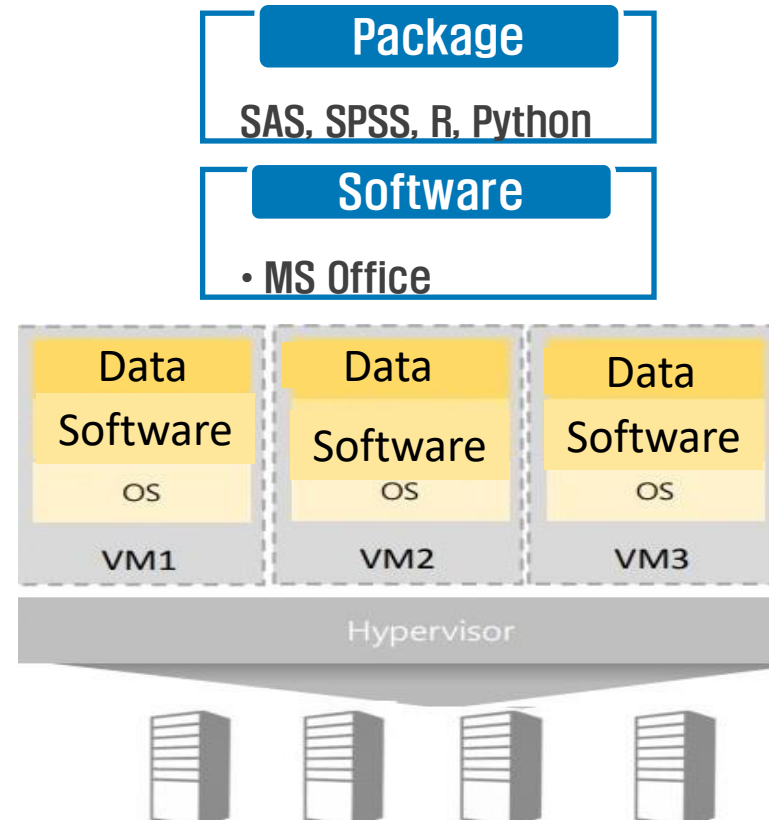 Package
SAS, SPSS, R, Python
Software
• MS Office
Data Data Data
Software Software Software
OS OS OS
VM1 VM2 VM3
Hypervisor